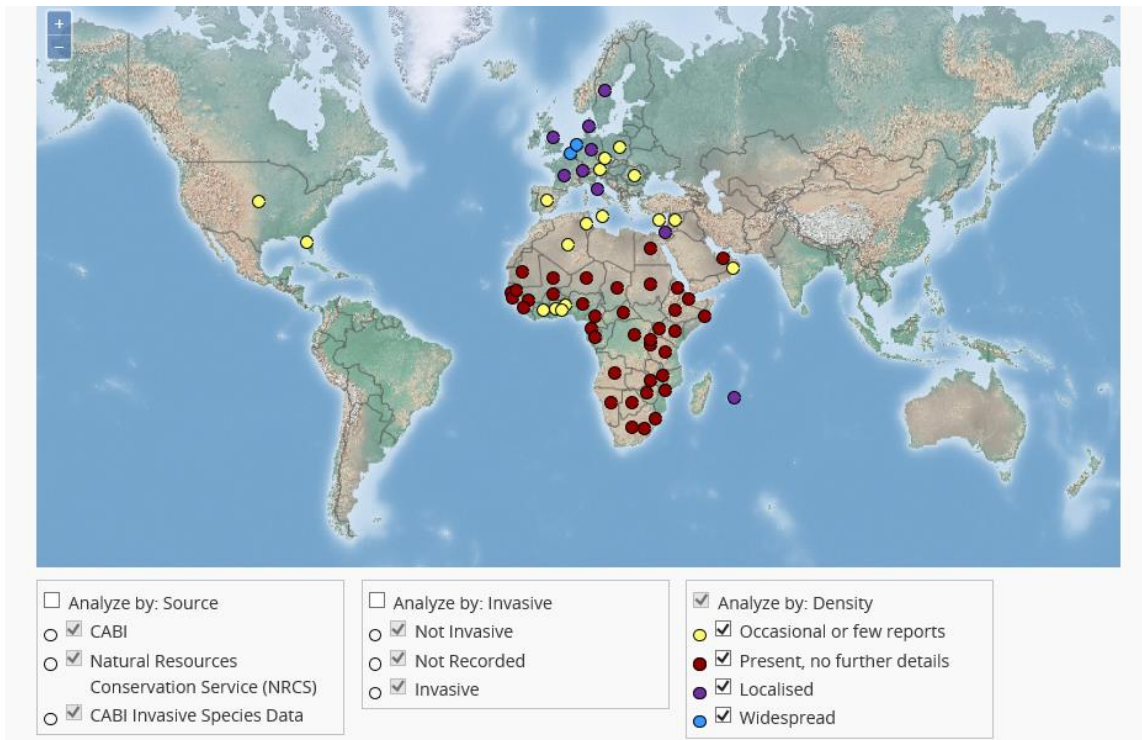 +
−
Analyze by: Source
CABI
Natural Resources
Conservation Service (NRCS)
CABI Invasive Species Data
Analyze by: Invasive
Not Invasive
Not Recorded
Invasive
Analyze by: Density
Occasional or few reports
Present, no further details
Localised
Widespread